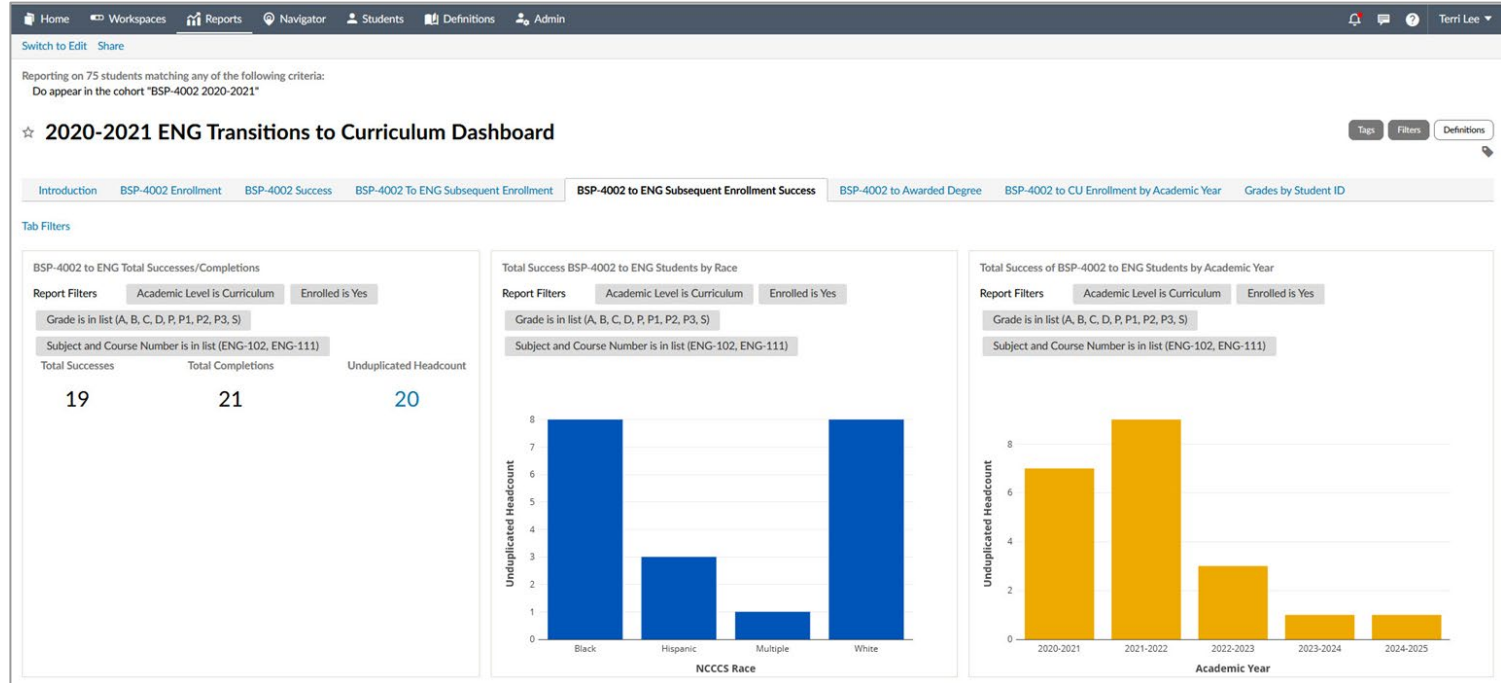 Home Workspaces Reports Navigator Students Definitions Admin Terri Lee
Switch to Edit Share
Reporting on 75 students matching any of the following criteria:
Do appear in the cohort "BSP-4002 2020-2021"
2020-2021 ENG Transitions to Curriculum Dashboard
Tags Filters Definitions
Introduction BSP-4002 Enrollment BSP-4002 Success BSP-4002 To ENG Subsequent Enrollment BSP-4002 to ENG Subsequent Enrollment Success BSP-4002 to Awarded Degree BSP-4002 to CU Enrollment by Academic Year Grades by Student ID
Tab Filters
BSP-4002 to ENG Total Successes/Completions
Report Filters Academic Level is Curriculum Enrolled is Yes
Grade is in list (A, B, C, D, P, P1, P2, P3, S)
Subject and Course Number is in list (ENG-102, ENG-111)
Total Successes Total Completions Unduplicated Headcount
19 21 20
Total Success BSP-4002 to ENG Students by Race
Report Filters Academic Level is Curriculum Enrolled is Yes
Grade is in list (A, B, C, D, P, P1, P2, P3, S)
Subject and Course Number is in list (ENG-102, ENG-111)
Unduplicated Headcount
8
7
6
5
4
3
2
1
0
Black Hispanic Multiple White
NCCCS Race
Total Success of BSP-4002 to ENG Students by Academic Year
Report Filters Academic Level is Curriculum Enrolled is Yes
Grade is in list (A, B, C, D, P, P1, P2, P3, S)
Subject and Course Number is in list (ENG-102, ENG-111)
Unduplicated Headcount
8
6
4
2
0
2020-2021 2021-2022 2022-2023 2023-2024 2024-2025
Academic Year